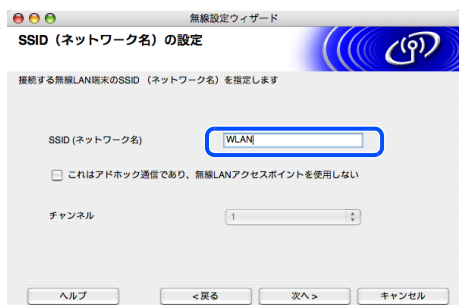 無線設定ウィザード
SSID（ネットワーク名）の設定
接続する無線LAN端末のSSID （ネットワーク名）を指定します
SSID (ネットワーク名) WLAN
これはアドホック通信であり、無線LANアクセスポイントを使用しない
チャンネル 1
ヘルプ <戻る 次へ> キャンセル